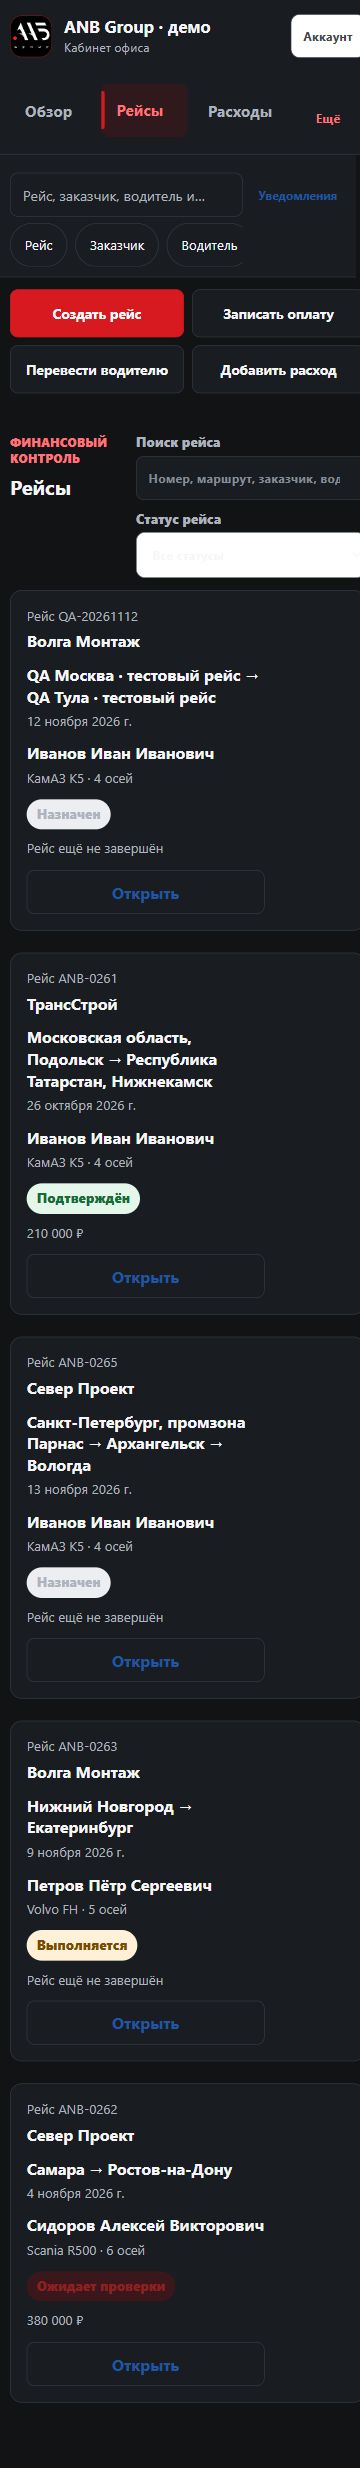 ANB
GROUP
ANB Group · демо
Кабинет офиса
Аккаунт
Обзор
Рейсы
Расходы
Ещё
Рейс, заказчик, водитель и...
Уведомления
Рейс
Заказчик
Водитель
Создать рейс
Записать оплату
Перевести водителю
Добавить расход
ФИНАНСОВЫЙ
КОНТРОЛЬ
Рейсы
Поиск рейса
Номер, маршрут, заказчик, вод
Статус рейса
Все статусы
Рейс QA-20261112
Волга Монтаж
QA Москва · тестовый рейс →
QA Тула · тестовый рейс
12 ноября 2026 г.
Иванов Иван Иванович
КамАЗ К5 · 4 осей
Назначен
Рейс ещё не завершён
Открыть
Рейс ANB-0261
ТрансСтрой
Московская область,
Подольск → Республика
Татарстан, Нижнекамск
26 октября 2026 г.
Иванов Иван Иванович
КамАЗ К5 · 4 осей
Подтверждён
210 000 ₽
Открыть
Рейс ANB-0265
Север Проект
Санкт-Петербург, промзона
Парнас → Архангельск →
Вологда
13 ноября 2026 г.
Иванов Иван Иванович
КамАЗ К5 · 4 осей
Назначен
Рейс ещё не завершён
Открыть
Рейс ANB-0263
Волга Монтаж
Нижний Новгород →
Екатеринбург
9 ноября 2026 г.
Петров Пётр Сергеевич
Volvo FH · 5 осей
Выполняется
Рейс ещё не завершён
Открыть
Рейс ANB-0262
Север Проект
Самара → Ростов-на-Дону
4 ноября 2026 г.
Сидоров Алексей Викторович
Scania R500 · 6 осей
Ожидает проверки
380 000 ₽
Открыть